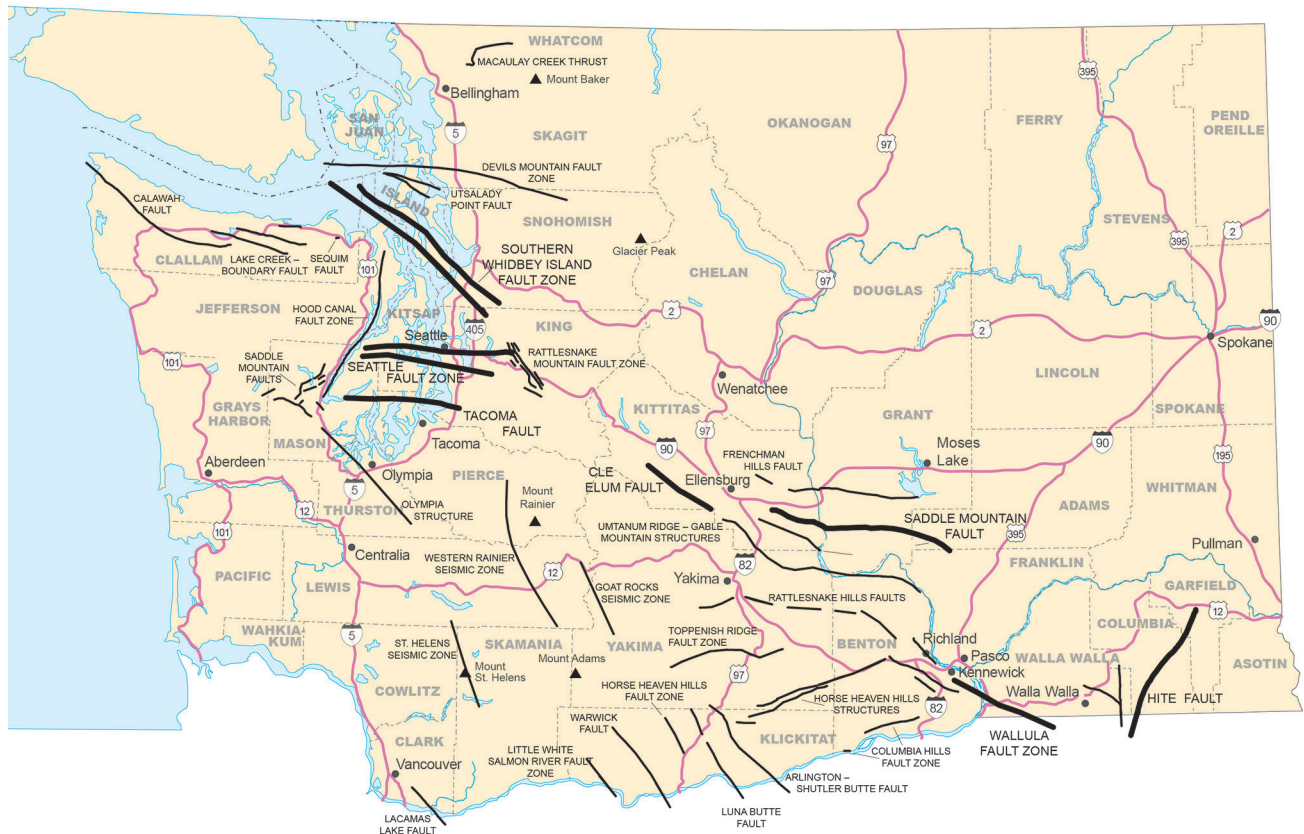 WHATCOM
MACAULAY CREEK THRUST
Mount Baker
Bellingham
SAN
JUAN
5
SKAGIT
OKANOGAN
97
FERRY
395
PEND
OREILLE
DEVILS MOUNTAIN FAULT
ZONE
UTSALADY
POINT FAULT
ISLAND
CALAWAH
FAULT
SNOHOMISH
Glacier Peak
STEVENS
395
2
CLALLAM
LAKE CREEK –
BOUNDARY FAULT
SEQUIM
FAULT
101
SOUTHERN
WHIDBEY ISLAND
FAULT ZONE
CHELAN
97
DOUGLAS
JEFFERSON
HOOD CANAL
FAULT ZONE
KITSAP
405
KING
2
2
90
Seattle
Spokane
101
SADDLE
MOUNTAIN
FAULTS
SEATTLE
FAULT ZONE
RATTLESNAKE
MOUNTAIN FAULT ZONE
Wenatchee
LINCOLN
GRAYS
HARBOR
TACOMA
FAULT
KITTITAS
97
GRANT
SPOKANE
MASON
Tacoma
90
Moses
Lake
90
195
Aberdeen
Olympia
PIERCE
CLE
ELUM FAULT
Ellensburg
FRENCHMAN
HILLS FAULT
WHITMAN
5
12
THURSTON
OLYMPIA
STRUCTURE
Mount
Rainier
ADAMS
SADDLE MOUNTAIN
FAULT
101
UMTANUM RIDGE – GABLE
MOUNTAIN STRUCTURES
395
Pullman
Centralia
WESTERN RAINIER
SEISMIC ZONE
12
82
FRANKLIN
PACIFIC
LEWIS
GOAT ROCKS
SEISMIC ZONE
Yakima
RATTLESNAKE HILLS FAULTS
GARFIELD
12
WAHKIA-
KUM
5
ST. HELENS
SEISMIC ZONE
SKAMANIA
YAKIMA
TOPPENISH RIDGE
FAULT ZONE
BENTON
Richland
Pasco
Kennewick
WALLA WALLA
COLUMBIA
ASOTIN
Mount
St. Helens
Mount Adams
97
COWLITZ
HORSE HEAVEN HILLS
FAULT ZONE
HORSE HEAVEN HILLS
STRUCTURES
82
Walla Walla
HITE FAULT
WARWICK
FAULT
WALLULA
FAULT ZONE
CLARK
LITTLE WHITE
SALMON RIVER FAULT
ZONE
KLICKITAT
COLUMBIA HILLS
FAULT ZONE
Vancouver
ARLINGTON –
SHUTLER BUTTE FAULT
LACAMAS
LAKE FAULT
LUNA BUTTE
FAULT